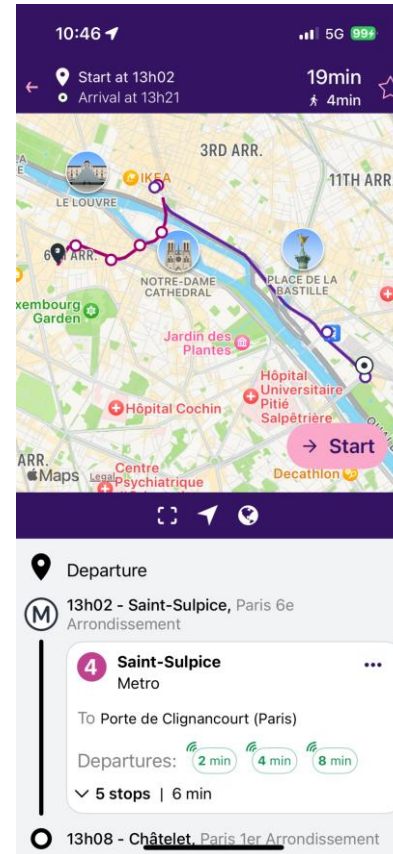 10:46
5G 99+
Start at 13h02
19min
Arrival at 13h21
4min
3RD ARR.
IKEA
11TH ARR
LE LOUVRE
6TH ARR.
NOTRE-DAME
CATHEDRAL
PLACE DE LA
BASTILLE
xembourg
Garden
Jardin des
Plantes
Hôpital
Universitaire
Pitié
Salpêtrière
Hôpital Cochin
→ Start
ARR.
Maps
Legal
Centre
Psychiatrique
Decathlon
Departure
M
13h02 - Saint-Sulpice, Paris 6e
Arrondissement
4
Saint-Sulpice
Metro
To Porte de Clignancourt (Paris)
Departures: 2 min 4 min 8 min
5 stops | 6 min
13h08 - Châtelet, Paris 1er Arrondissement